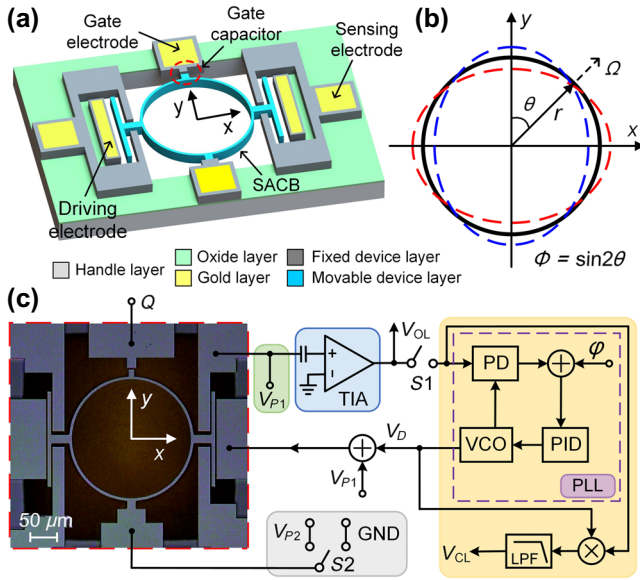 (a)
Gate
electrode
Gate
capacitor
Sensing
electrode
y
x
SACB
Driving
electrode
Oxide layer
Fixed device layer
Handle layer
Gold layer
Movable device layer
(b)
y
Ω
θ
r
x
Φ = sin2θ
(c)
Q
y
x
50 μm
V_P1
TIA
+
-
V_OL
S1
PD
+
φ
VCO
PID
PLL
V_D
+
V_P1
V_P2
GND
S2
V_CL
LPF
×